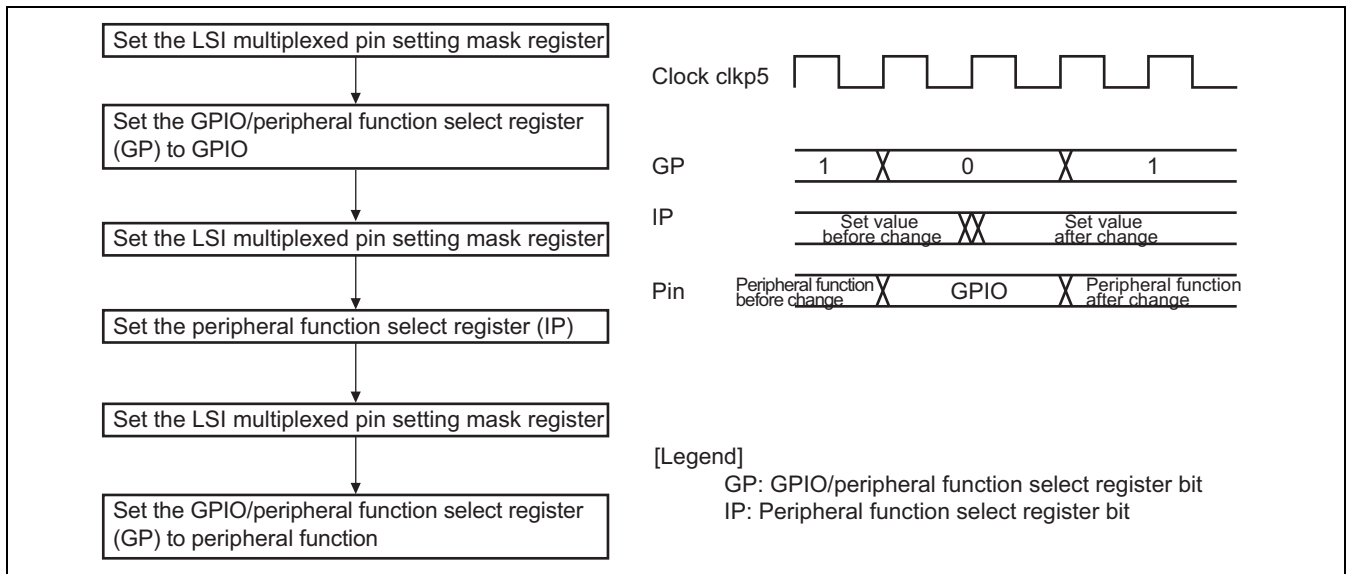 Set the LSI multiplexed pin setting mask register
Set the GPIO/peripheral function select register
(GP) to GPIO
Set the LSI multiplexed pin setting mask register
Set the peripheral function select register (IP)
Set the LSI multiplexed pin setting mask register
Set the GPIO/peripheral function select register
(GP) to peripheral function
Clock clkp5
GP 1 0 1
IP Set value before change Set value after change
Pin Peripheral function before change GPIO Peripheral function after change
[Legend]
GP: GPIO/peripheral function select register bit
IP: Peripheral function select register bit